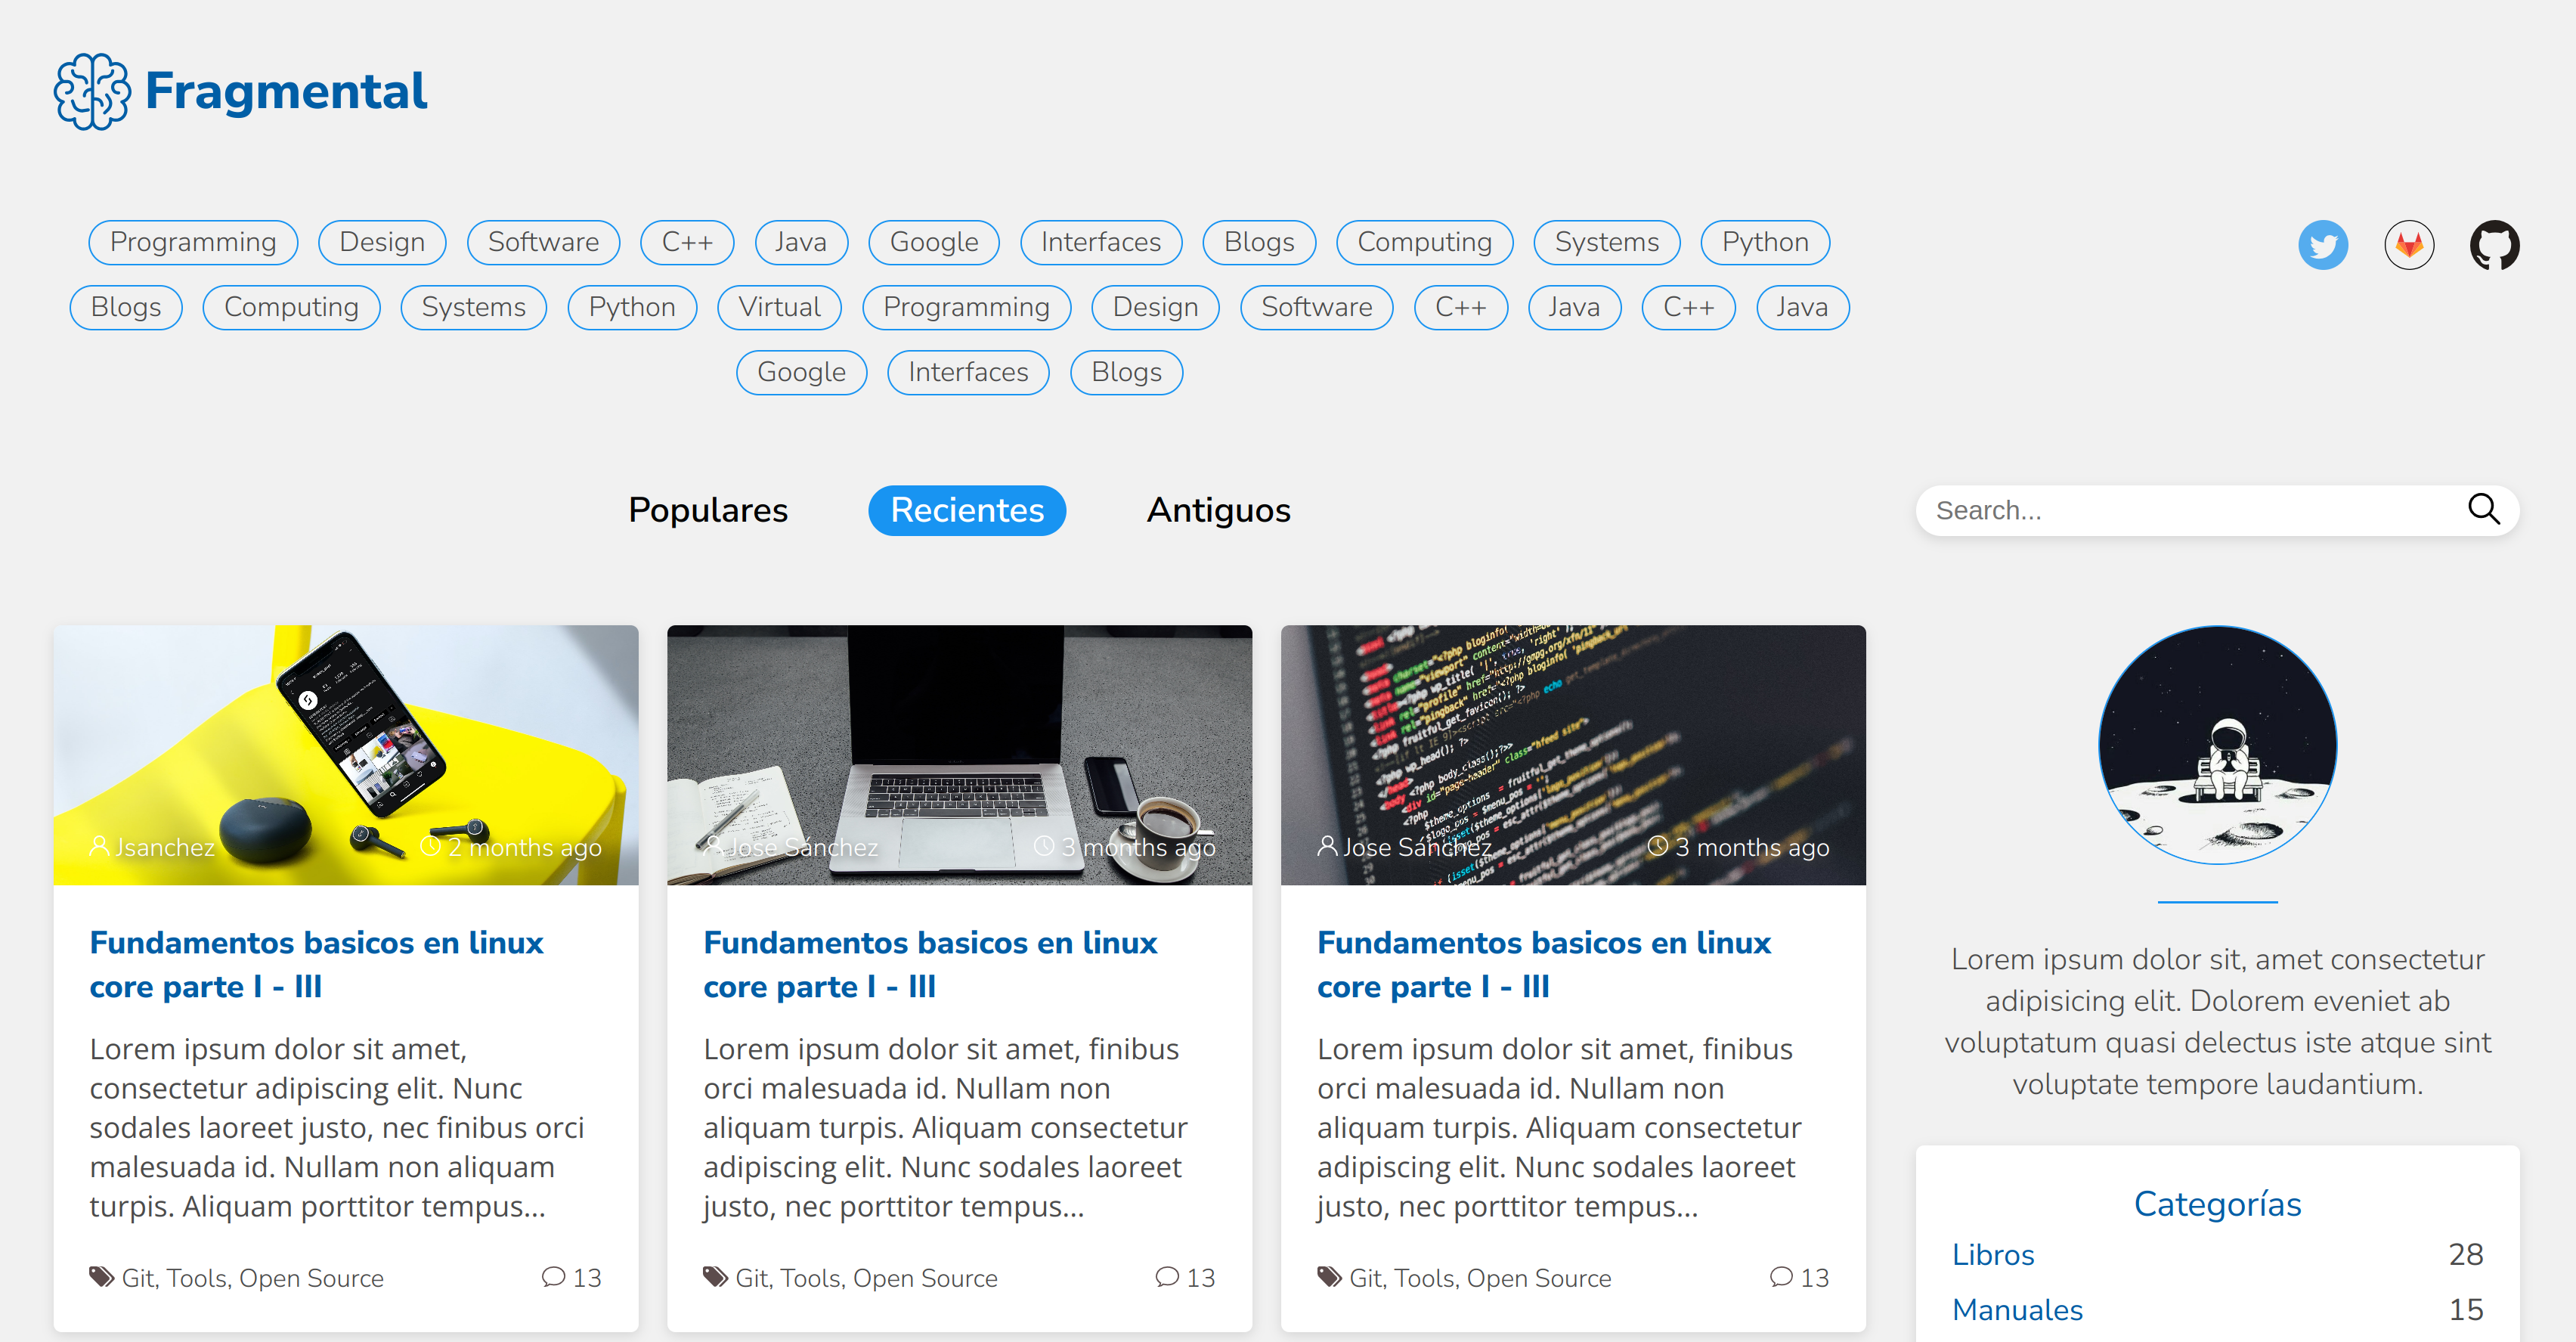 Fragmental
Programming Design Software C++ Java Google Interfaces Blogs Computing Systems Python
Blogs Computing Systems Python Virtual Programming Design Software C++ Java C++ Java
Google Interfaces Blogs
Populares Recientes Antiguos
Search...
Jsanchez 2 months ago
Fundamentos basicos en linux
core parte I - III
Lorem ipsum dolor sit amet,
consectetur adipiscing elit. Nunc
sodales laoreet justo, nec finibus orci
malesuada id. Nullam non aliquam
turpis. Aliquam porttitor tempus...
Git, Tools, Open Source 13
Jose Sánchez 3 months ago
Fundamentos basicos en linux
core parte I - III
Lorem ipsum dolor sit amet, finibus
orci malesuada id. Nullam non
aliquam turpis. Aliquam consectetur
adipiscing elit. Nunc sodales laoreet
justo, nec porttitor tempus...
Git, Tools, Open Source 13
Jose Sánchez 3 months ago
Fundamentos basicos en linux
core parte I - III
Lorem ipsum dolor sit amet, finibus
orci malesuada id. Nullam non
aliquam turpis. Aliquam consectetur
adipiscing elit. Nunc sodales laoreet
justo, nec porttitor tempus...
Git, Tools, Open Source 13
Lorem ipsum dolor sit, amet consectetur
adipisicing elit. Dolorem eveniet ab
voluptatum quasi delectus iste atque sint
voluptate tempore laudantium.
Categorías
Libros 28
Manuales 15